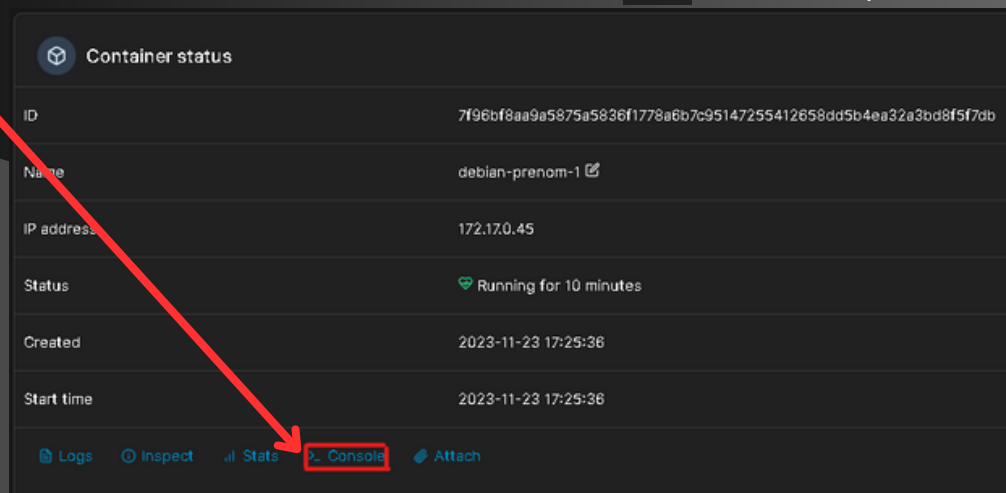 Container status
ID 7f96bf8aa9a5875a5836f1778a6b7c95147255412658dd5b4ea32a3bd8f5f7db
Name debian-prenom-1
IP address 172.17.0.45
Status Running for 10 minutes
Created 2023-11-23 17:25:36
Start time 2023-11-23 17:25:36
Logs Inspect Stats >_ Console Attach